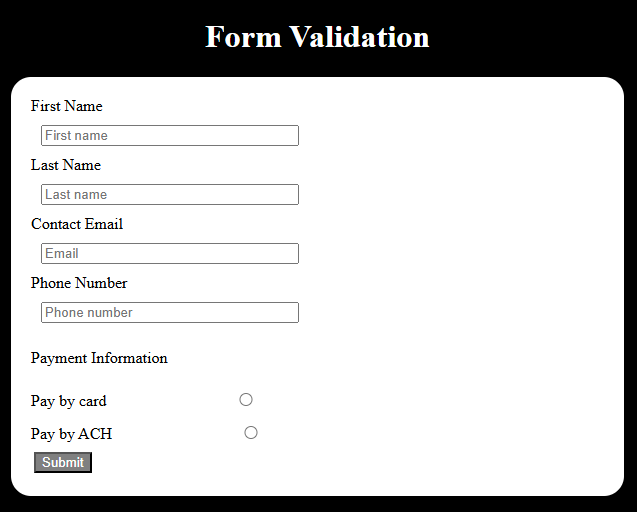 Form Validation
First Name
First name
Last Name
Last name
Contact Email
Email
Phone Number
Phone number
Payment Information
Pay by card
Pay by ACH
Submit